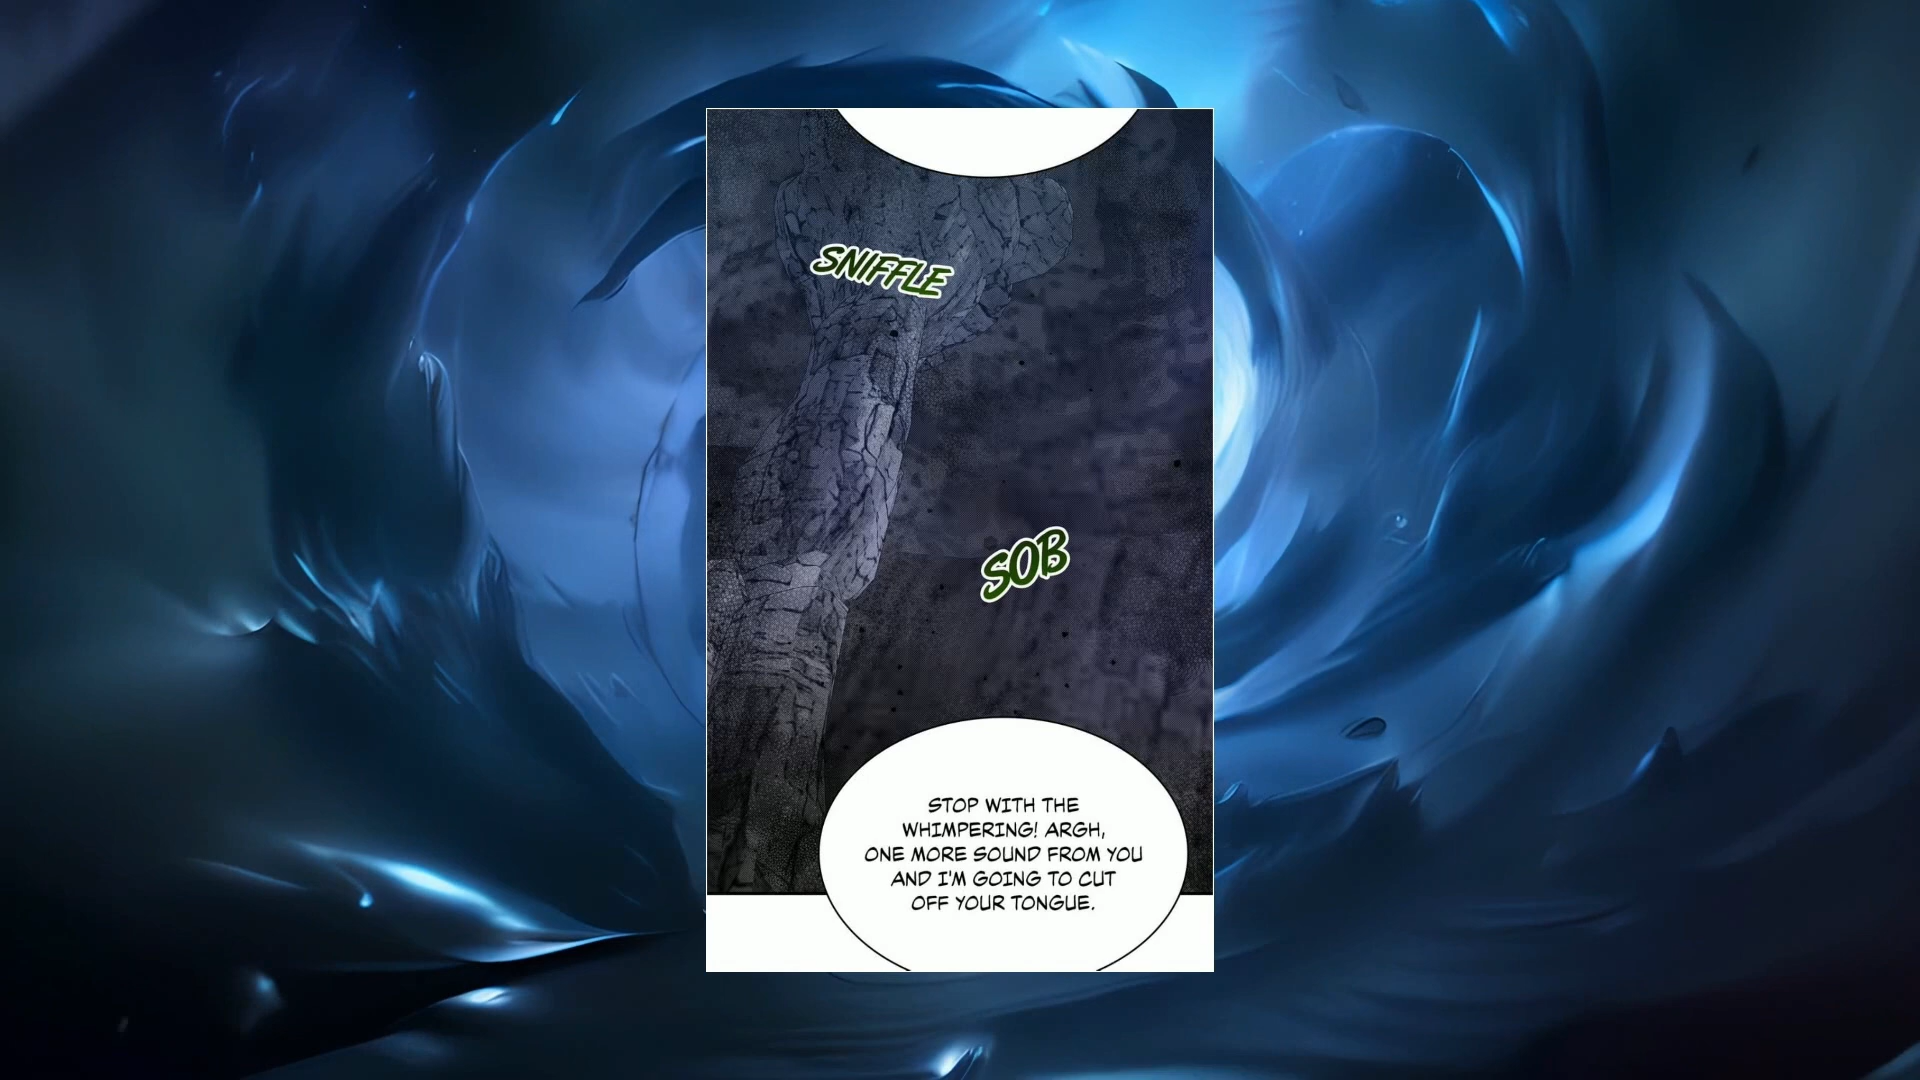 SNIFFLE
SOB
STOP WITH THE
WHIMPERING! ARGH,
ONE MORE SOUND FROM YOU
AND I'M GOING TO CUT
OFF YOUR TONGUE.